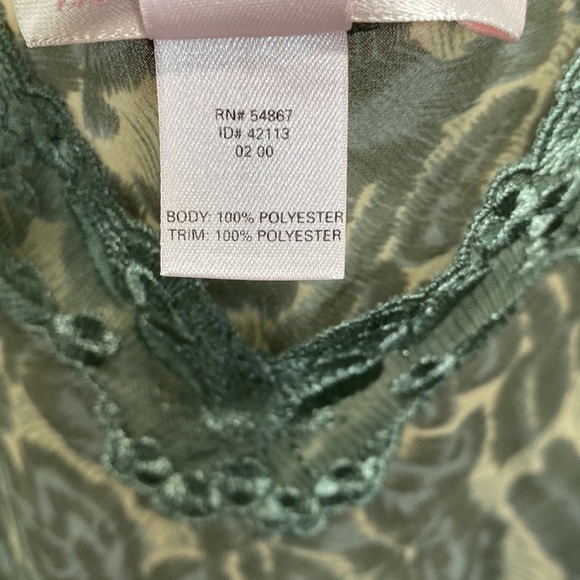 RN# 54867
ID# 42113
02 00
BODY: 100% POLYESTER
TRIM: 100% POLYESTER